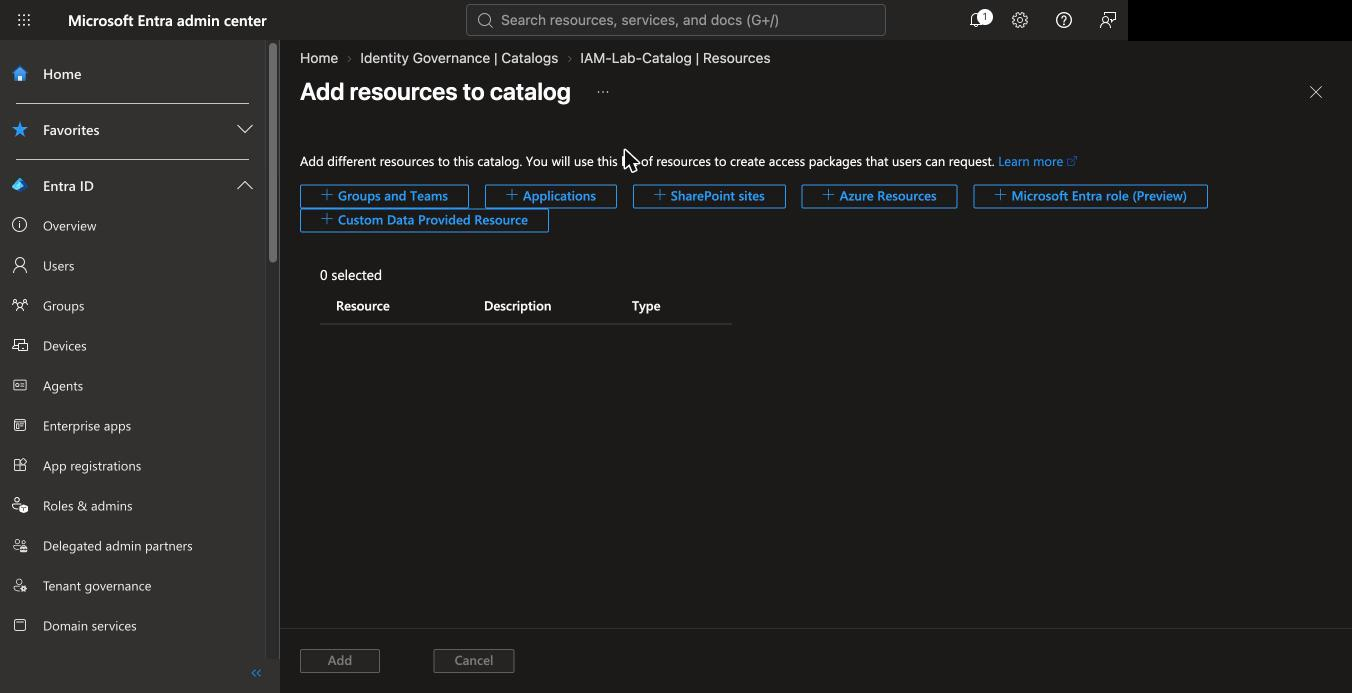 Microsoft Entra admin center
Search resources, services, and docs (G+/)
1
Home
Favorites
Entra ID
Overview
Users
Groups
Devices
Agents
Enterprise apps
App registrations
Roles & admins
Delegated admin partners
Tenant governance
Domain services
«
Home > Identity Governance | Catalogs > IAM-Lab-Catalog | Resources
Add resources to catalog ...
Add different resources to this catalog. You will use this of resources to create access packages that users can request. Learn more
+ Groups and Teams + Applications + SharePoint sites + Azure Resources + Microsoft Entra role (Preview)
+ Custom Data Provided Resource
0 selected
Resource Description Type
Add Cancel